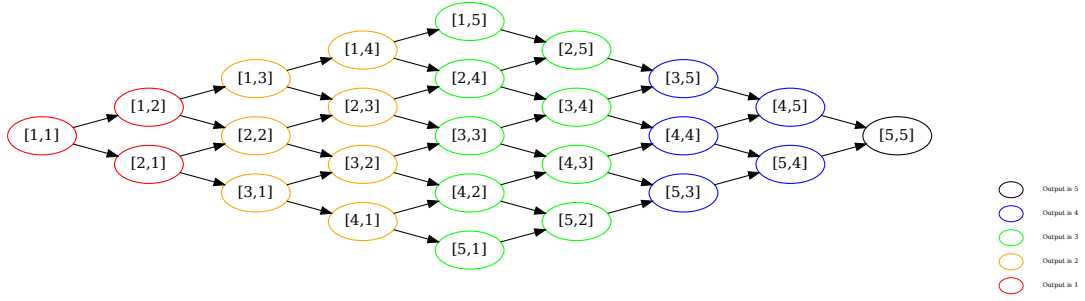 [1,5]
[1,4] [2,5]
[1,3] [2,4] [3,5]
[1,2] [2,3] [3,4] [4,5]
[1,1] [2,2] [3,3] [4,4] [5,5]
[2,1] [3,2] [4,3] [5,4]
[3,1] [4,2] [5,3]
[4,1] [5,2]
[5,1]
Output is 5
Output is 4
Output is 3
Output is 2
Output is 1